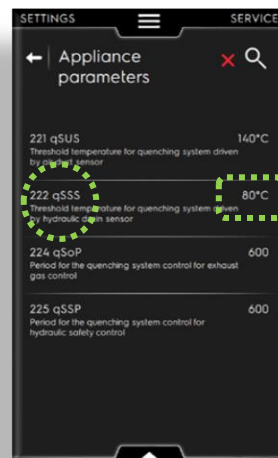 SETTINGS
SERVICE
Appliance
parameters
221 qSUS
140°C
Threshold temperature for quenching system driven
by airduct sensor
222 qSSS
80°C
Threshold temperature for quenching system driven
by hydraulic drain sensor
224 qSoP
600
Period for the quenching system control for exhaust
gas control
225 qSSP
600
Period for the quenching system control for
hydraulic safety control